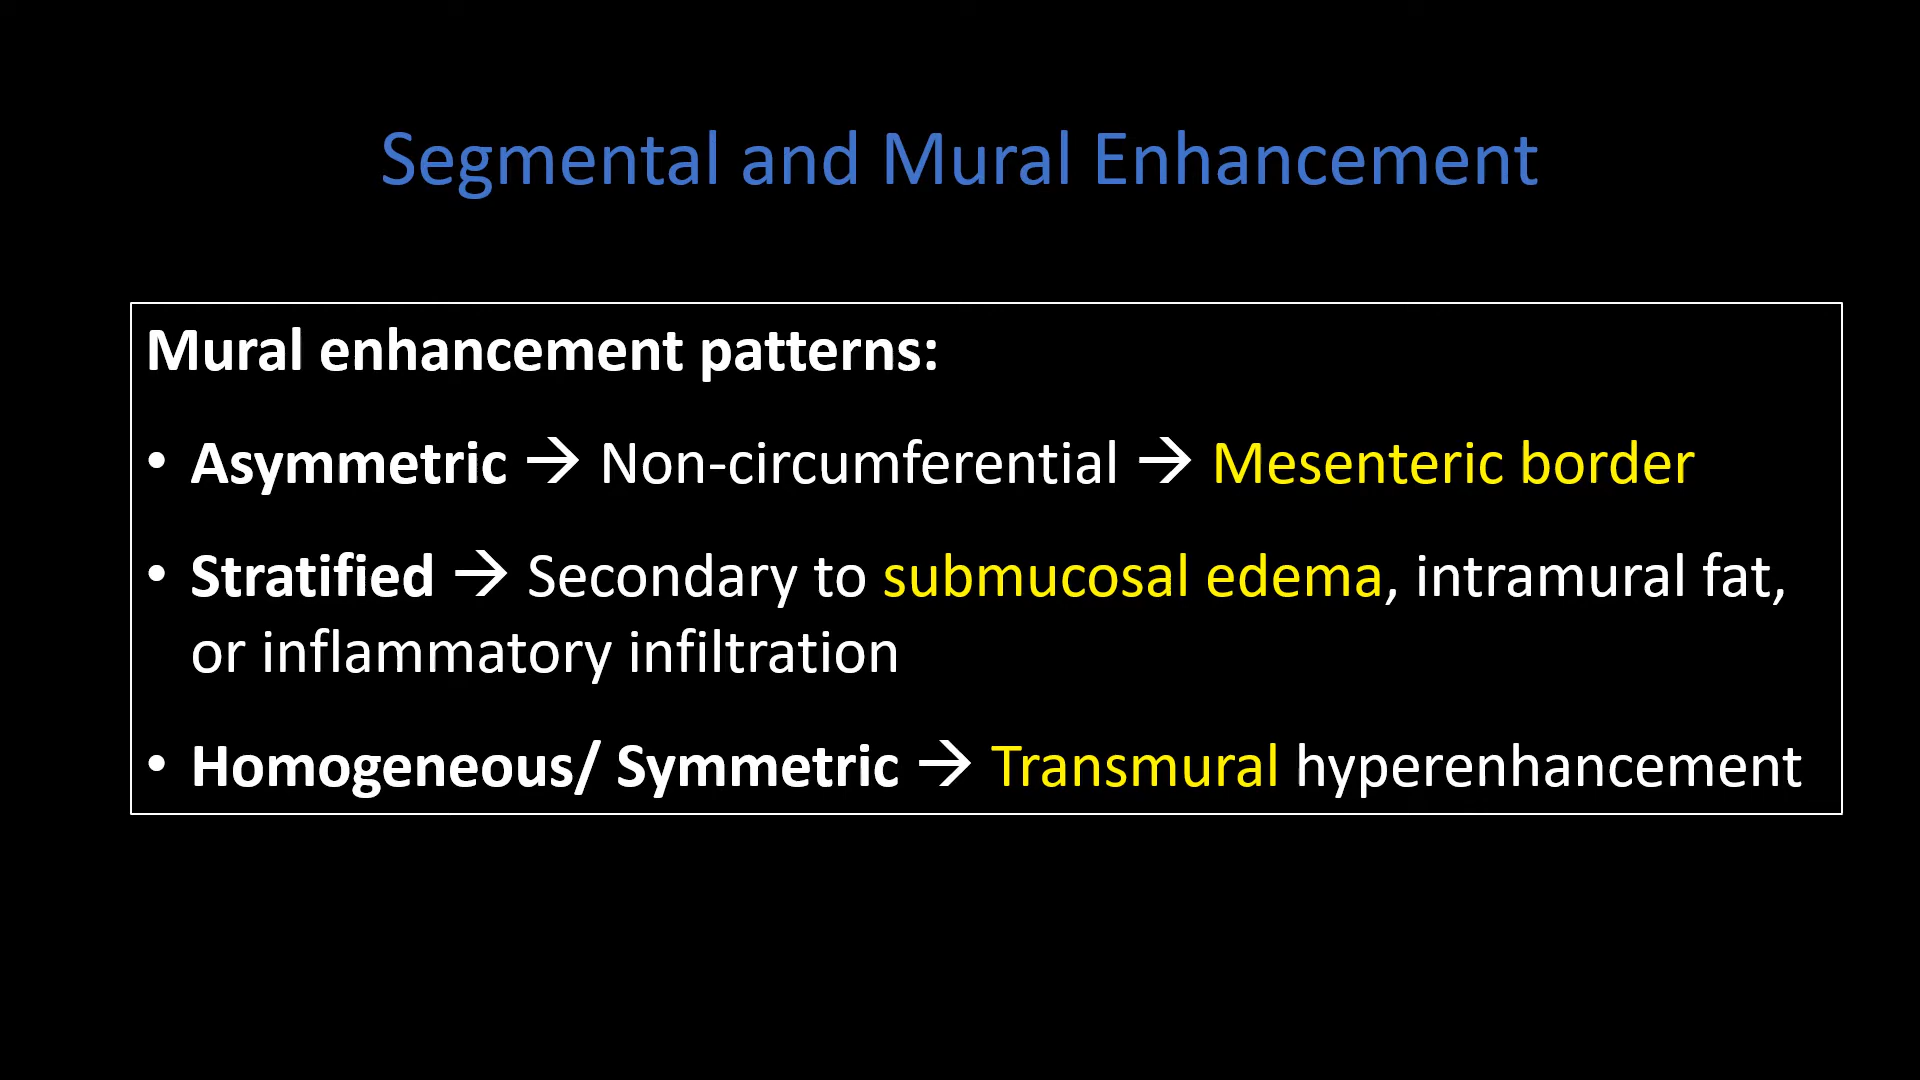 Segmental and Mural Enhancement
Mural enhancement patterns:
• Asymmetric → Non-circumferential → Mesenteric border
• Stratified → Secondary to submucosal edema, intramural fat,
or inflammatory infiltration
• Homogeneous/ Symmetric → Transmural hyperenhancement